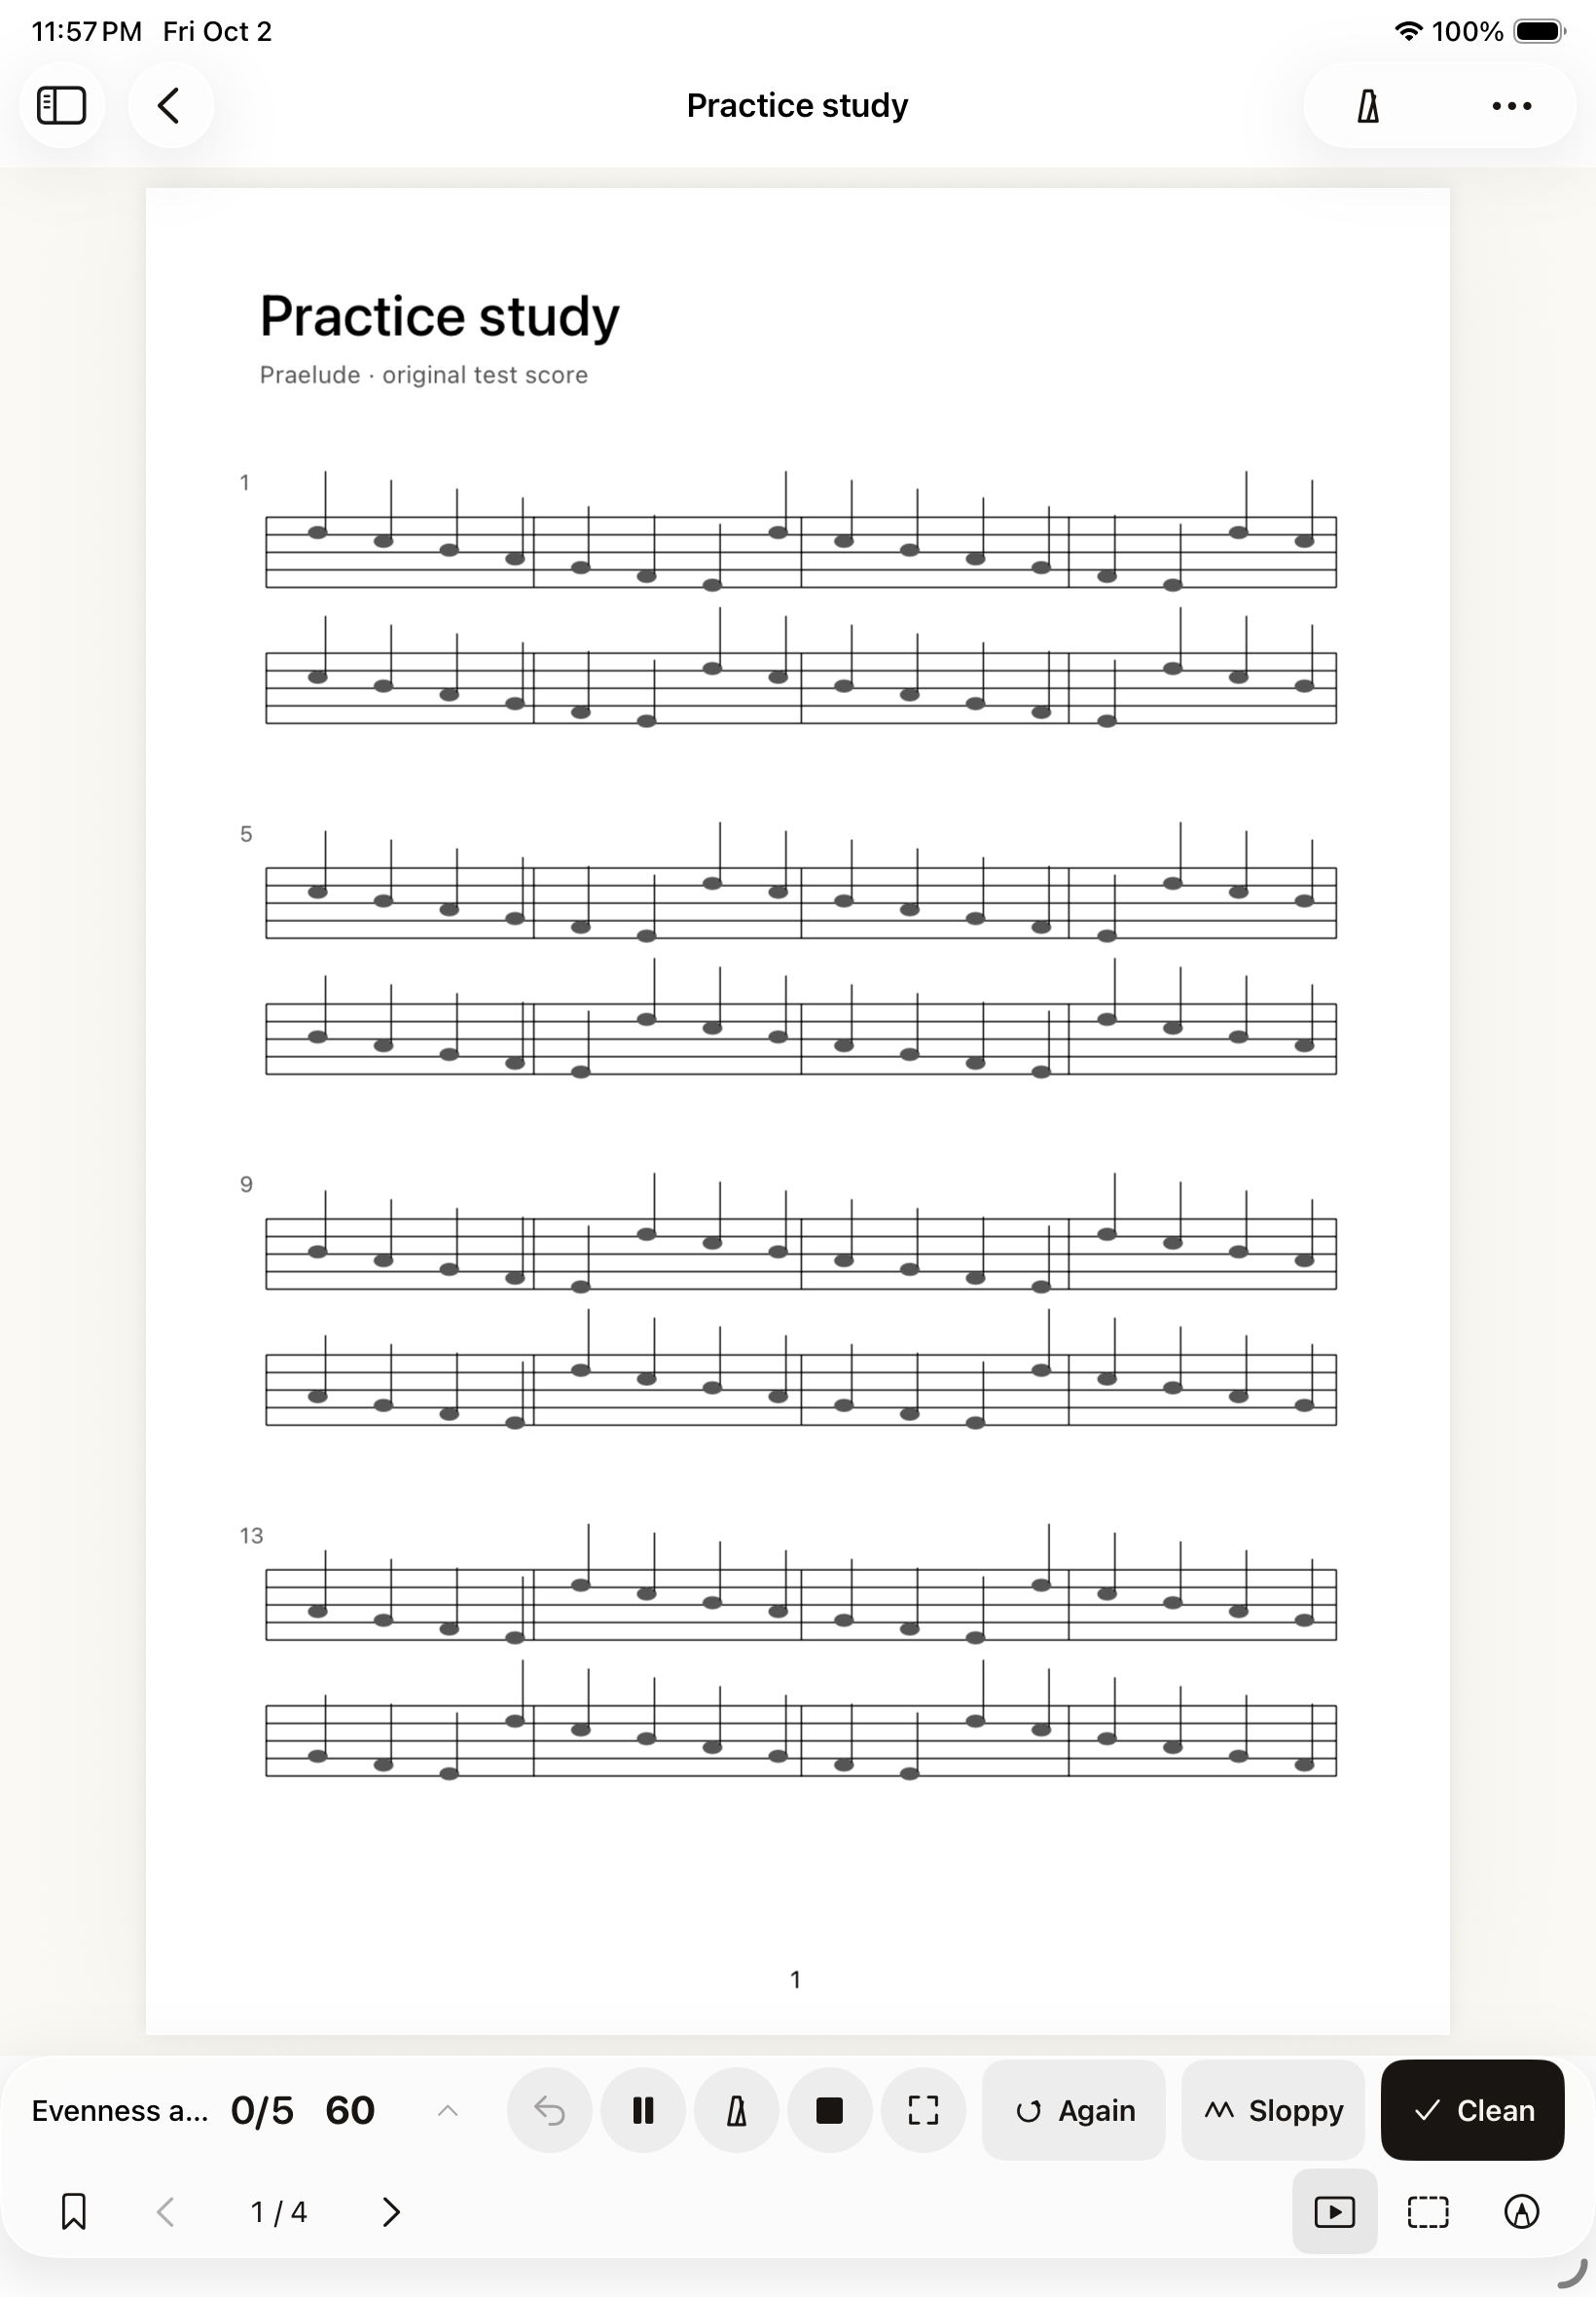 11:57 PM Fri Oct 2 100%
Practice study
Practice study
Praelude · original test score
1
5
9
13
1
Evenness a... 0/5 60 Again Sloppy Clean
1 / 4